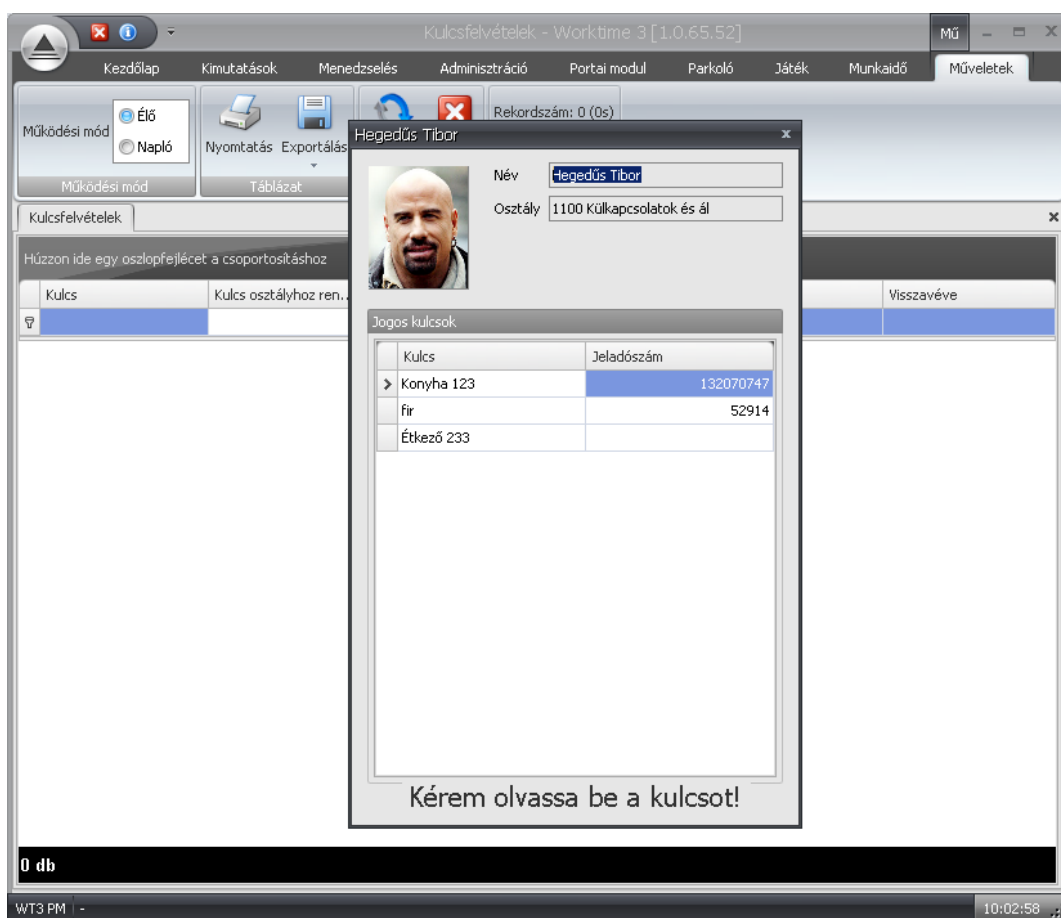 Kulcsfelvételek - Worktime 3 [1.0.65.52]
Mű
Kezdőlap Kimutatások Menedzselés Adminisztráció Portai modul Parkoló Játék Munkaidő Műveletek
Működési mód
Élő
Napló
Nyomtatás Exportálás
Rekordszám: 0 (0s)
Működési mód Táblázat
Kulcsfelvételek
Húzzon ide egy oszlopfejlécet a csoportosításhoz
Kulcs Kulcs osztályhoz ren... Visszavéve
Hegedűs Tibor
Név Hegedűs Tibor
Osztály 1100 Külkapcsolatok és ál
Jogos kulcsok
Kulcs Jeladószám
Konyha 123 132070747
fir 52914
Étkező 233
Kérem olvassa be a kulcsot!
0 db
WT3 PM - 10:02:58